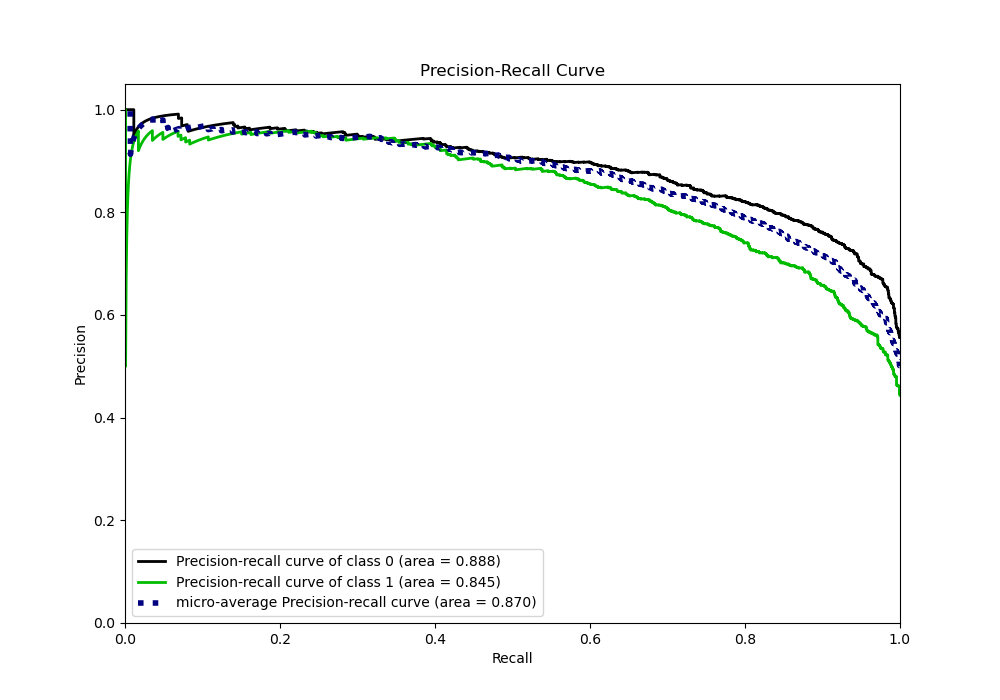 Precision-Recall Curve
1.0
0.8
0.6
0.4
0.2
0.0
Precision
Precision-recall curve of class 0 (area = 0.888)
Precision-recall curve of class 1 (area = 0.845)
micro-average Precision-recall curve (area = 0.870)
0.0 0.2 0.4 0.6 0.8 1.0
Recall